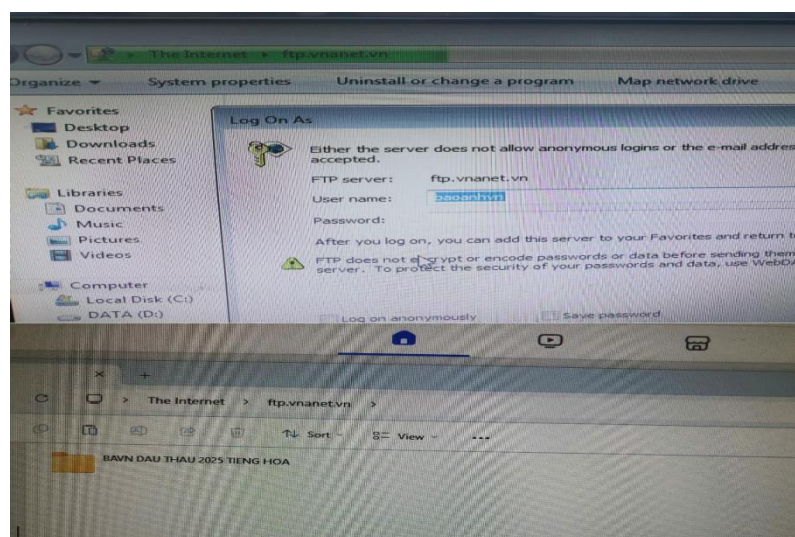 The Internet ftp.vnanet.vn
Organize System properties Uninstall or change a program Map network drive
Favorites
Desktop
Downloads
Recent Places
Libraries
Documents
Music
Pictures
Videos
Computer
Local Disk (C:)
DATA (D:)
Log On As
Either the server does not allow anonymous logins or the e-mail addres
accepted.
FTP server: ftp.vnanet.vn
User name: baoanhvn
Password:
After you log on, you can add this server to your Favorites and return t
FTP does not encrypt or encode passwords or data before sending them
server. To protect the security of your passwords and data, use WebDA
Log on anonymously Save password
The Internet > ftp.vnanet.vn >
Sort View ...
BAVN DAU THAU 2025 TIENG HOA